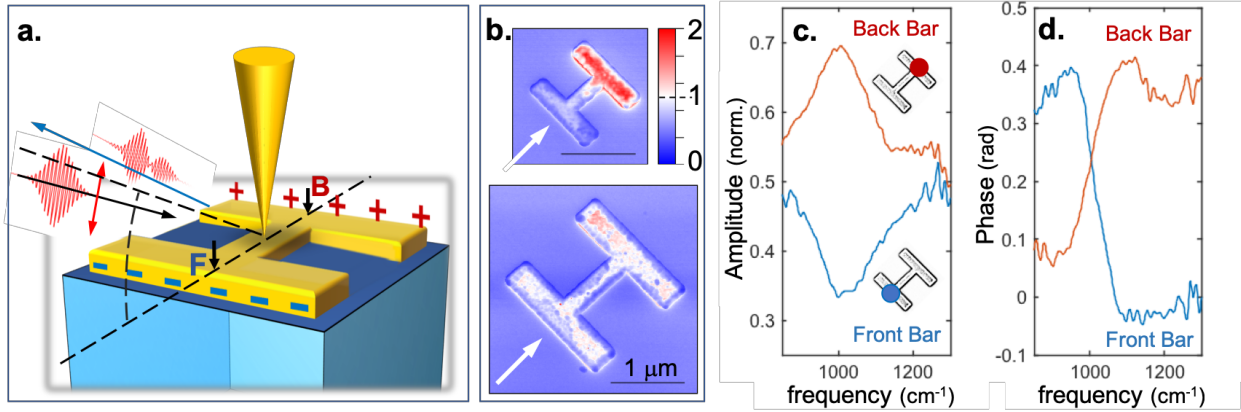 a.
B
F
+ + + + +
b.
2
1
0
1 μm
c.
Back Bar
0.7
0.6
0.5
0.4
0.3
Amplitude (norm.)
Front Bar
1000 1200
frequency (cm⁻¹)
d.
Back Bar
0.5
0.4
0.3
0.2
0.1
0
-0.1
Phase (rad)
Front Bar
1000 1200
frequency (cm⁻¹)